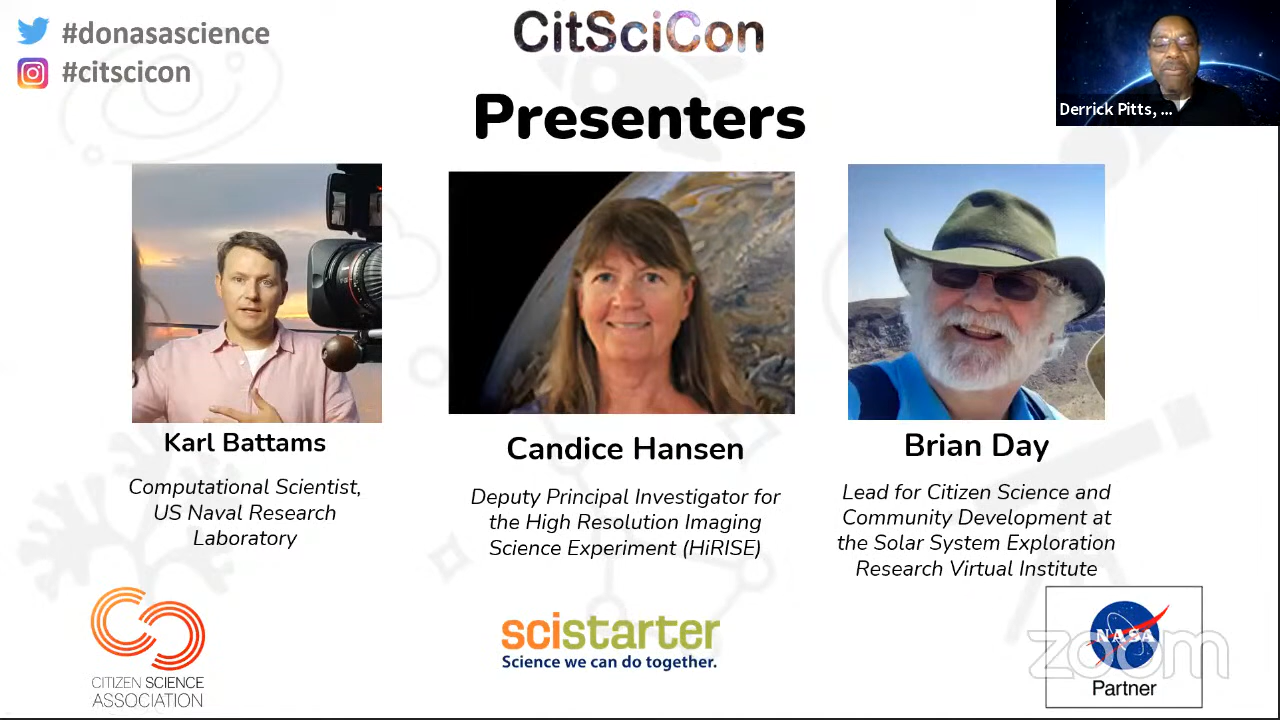 #donasascience
#citscicon
CitSciCon
Derrick Pitts, ...
Presenters
Karl Battams
Computational Scientist,
US Naval Research
Laboratory
Candice Hansen
Deputy Principal Investigator for
the High Resolution Imaging
Science Experiment (HiRISE)
Brian Day
Lead for Citizen Science and
Community Development at
the Solar System Exploration
Research Virtual Institute
CITIZEN SCIENCE
ASSOCIATION
scistarter
Science we can do together.
NASA
zoom
Partner